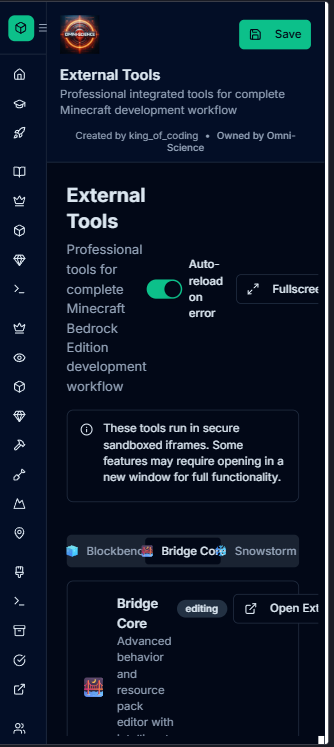 OMNI-SCIENCE
Save
External Tools
Professional integrated tools for complete
Minecraft development workflow
Created by king_of_coding • Owned by Omni-
Science
External
Tools
Professional
tools for
complete
Minecraft
Bedrock
Edition
development
workflow
Auto-
reload
on
error
Fullscree
These tools run in secure
sandboxed iframes. Some
features may require opening in a
new window for full functionality.
Blockbenc
Bridge Cor
Snowstorm
Bridge
Core
editing
Open Ext
Advanced
behavior
and
resource
pack
editor with